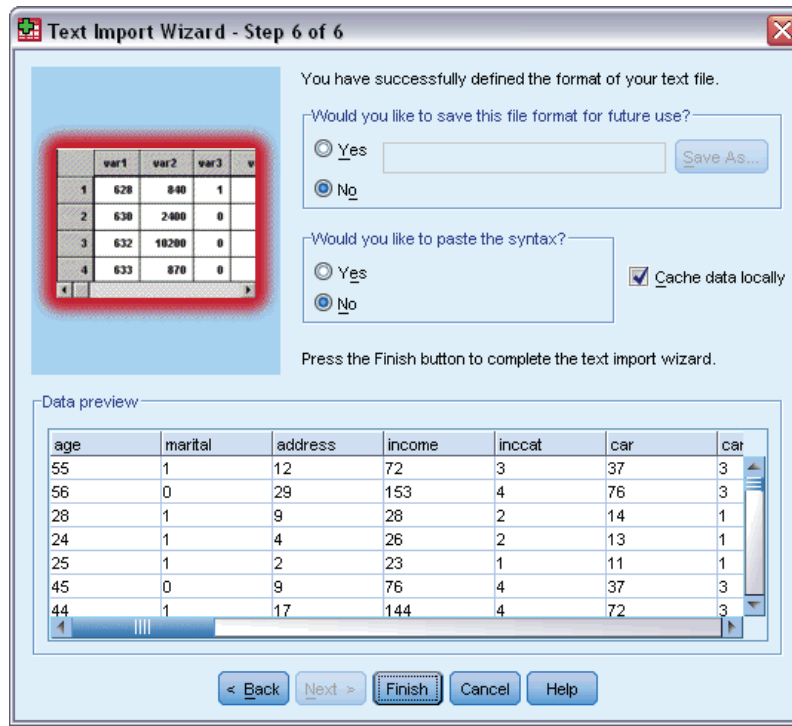 Text Import Wizard - Step 6 of 6
You have successfully defined the format of your text file.
Would you like to save this file format for future use?
Yes
Save As...
No
var1 var2 var3 v
1 628 840 1
2 630 2400 0
3 632 10200 0
4 633 870 0
Would you like to paste the syntax?
Yes
No
Cache data locally
Press the Finish button to complete the text import wizard.
Data preview
age marital address income inccat car car
55 1 12 72 3 37 3
56 0 29 153 4 76 3
28 1 9 28 2 14 1
24 1 4 26 2 13 1
25 1 2 23 1 11 1
45 0 9 76 4 37 3
44 1 17 144 4 72 3
< Back Next > Finish Cancel Help